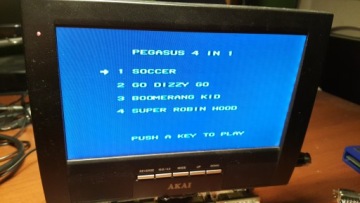 PEGASUS 4 IN 1
1 SOCCER
2 GO DIZZY GO
3 BOOMERANG KID
4 SUPER ROBIN HOOD
PUSH A KEY TO PLAY
AKAI